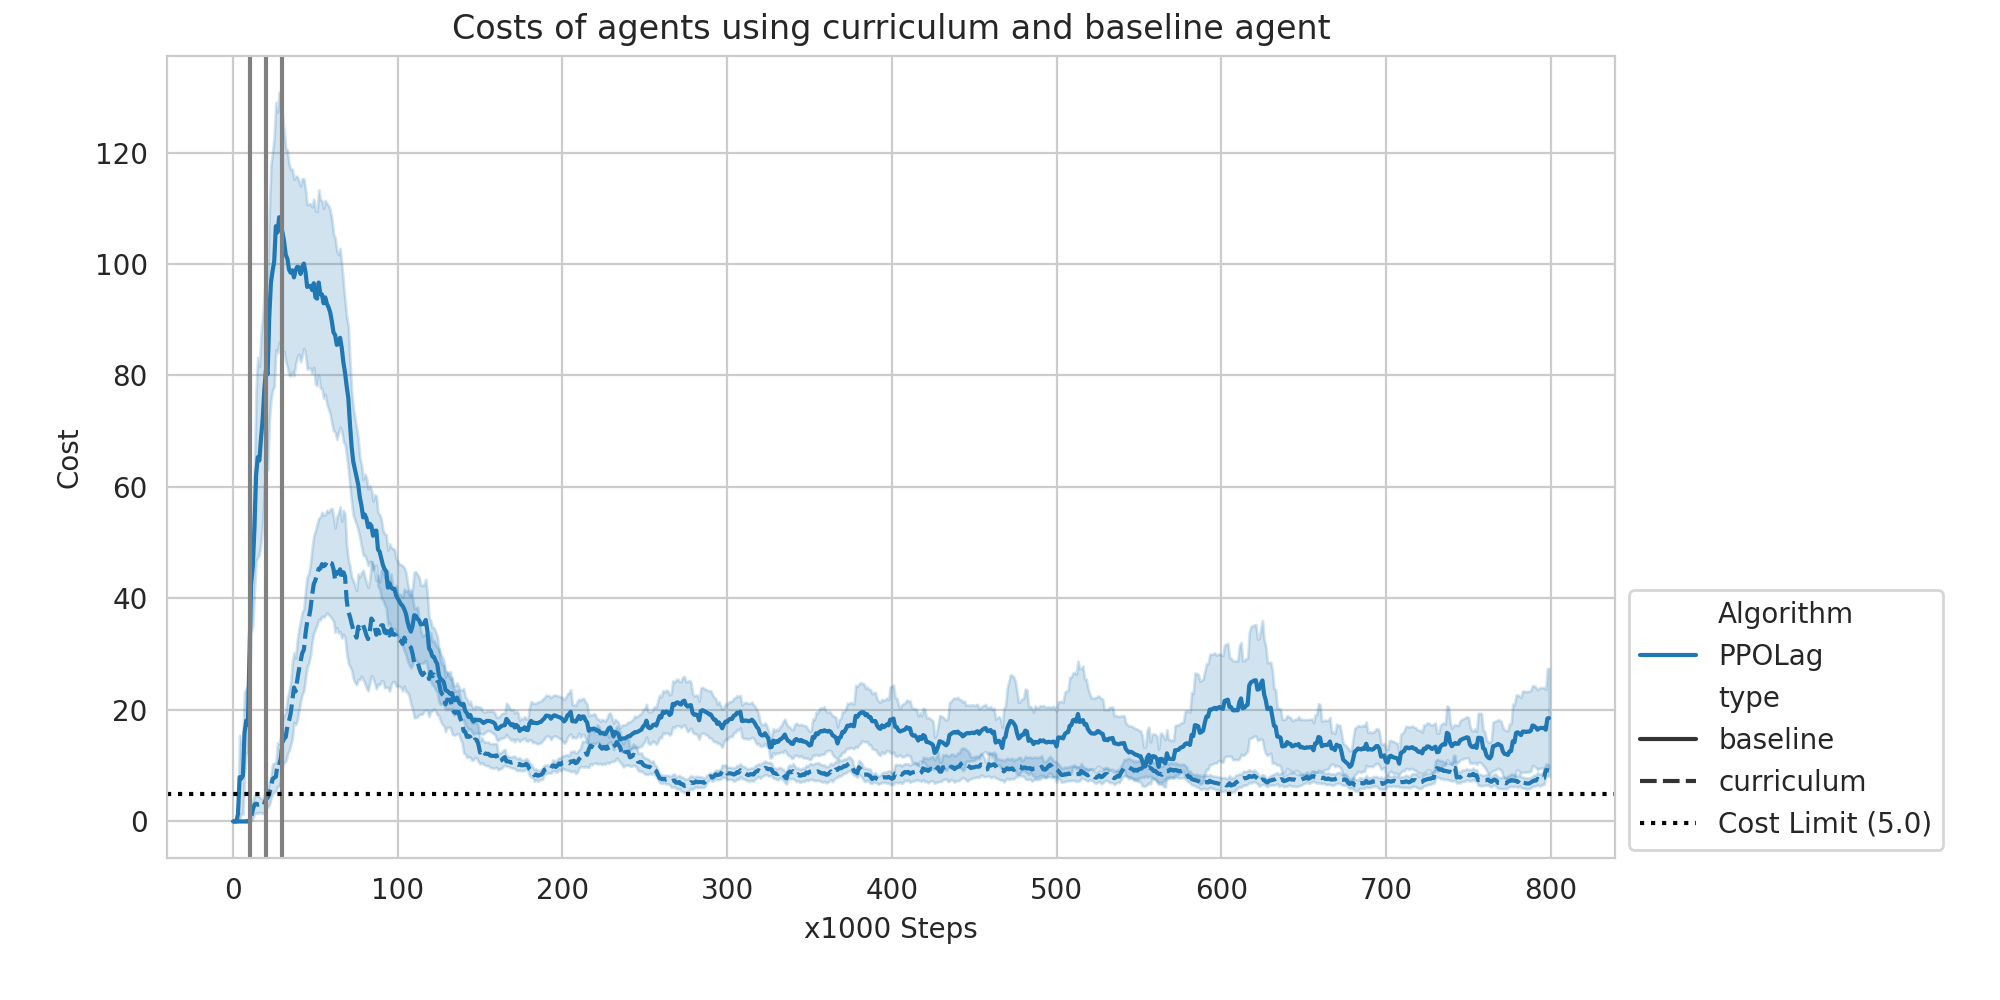 Costs of agents using curriculum and baseline agent
Cost
120
100
80
60
40
20
0
0 100 200 300 400 500 600 700 800
x1000 Steps
Algorithm
PPOLag
type
baseline
curriculum
Cost Limit (5.0)